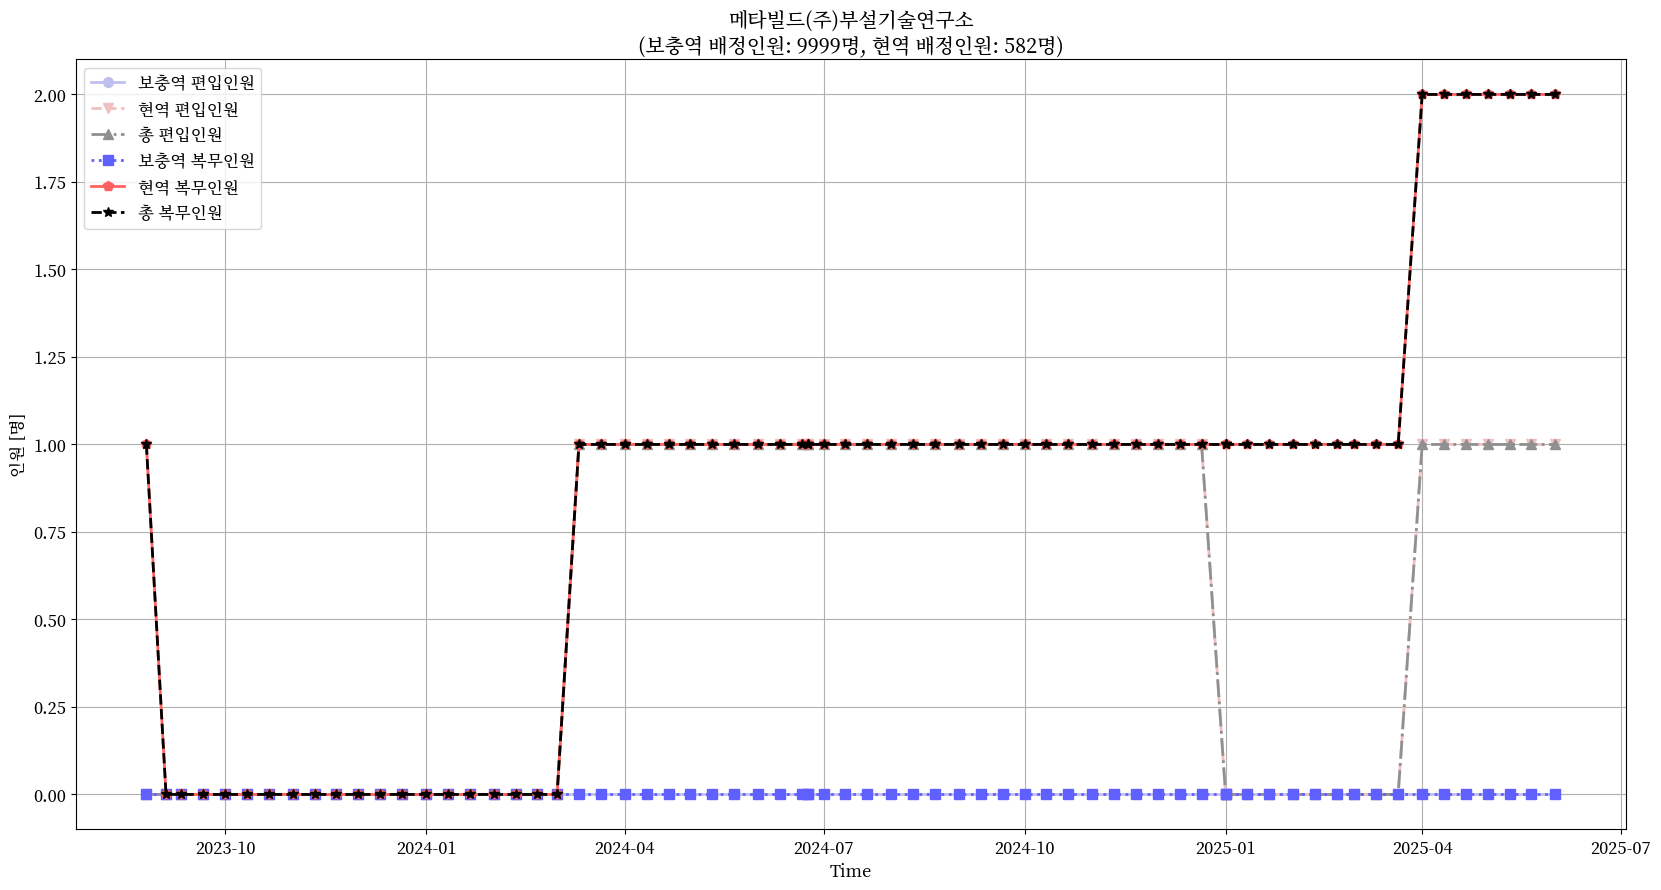 메타빌드(주)부설기술연구소
(보충역 배정인원: 9999명, 현역 배정인원: 582명)
보충역 편입인원
현역 편입인원
총 편입인원
보충역 복무인원
현역 복무인원
총 복무인원
인원 [명]
2.00
1.75
1.50
1.25
1.00
0.75
0.50
0.25
0.00
2023-10
2024-01
2024-04
2024-07
2024-10
2025-01
2025-04
2025-07
Time